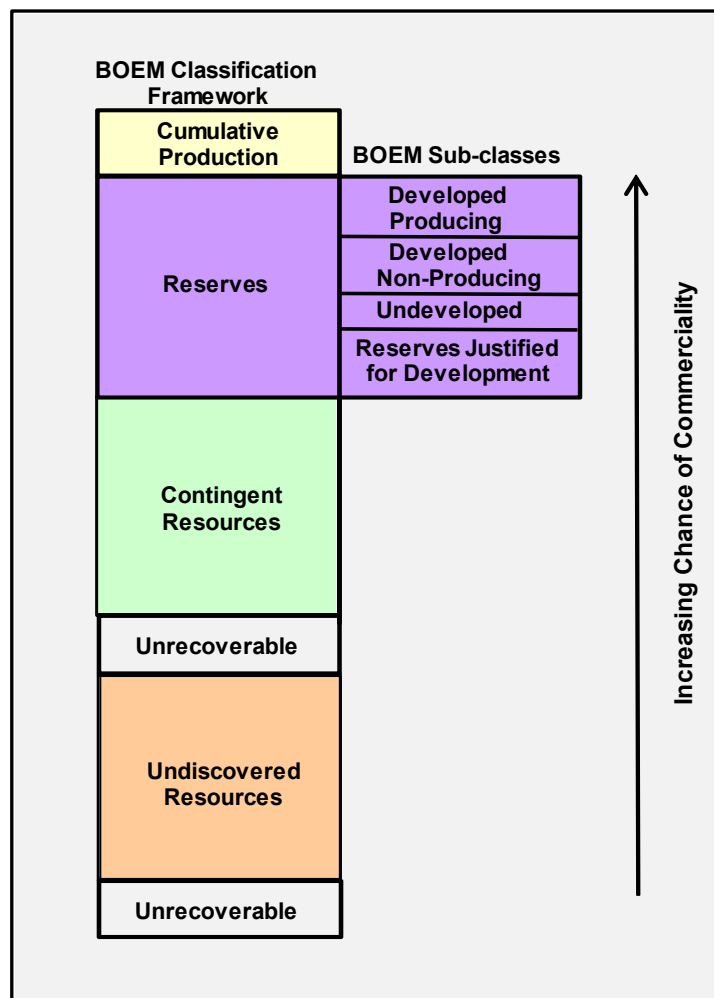 BOEM Classification
Framework
Cumulative
Production
BOEM Sub-classes
Reserves
Developed
Producing
Developed
Non-Producing
Undeveloped
Reserves Justified
for Development
Contingent
Resources
Unrecoverable
Undiscovered
Resources
Unrecoverable
Increasing Chance of Commerciality